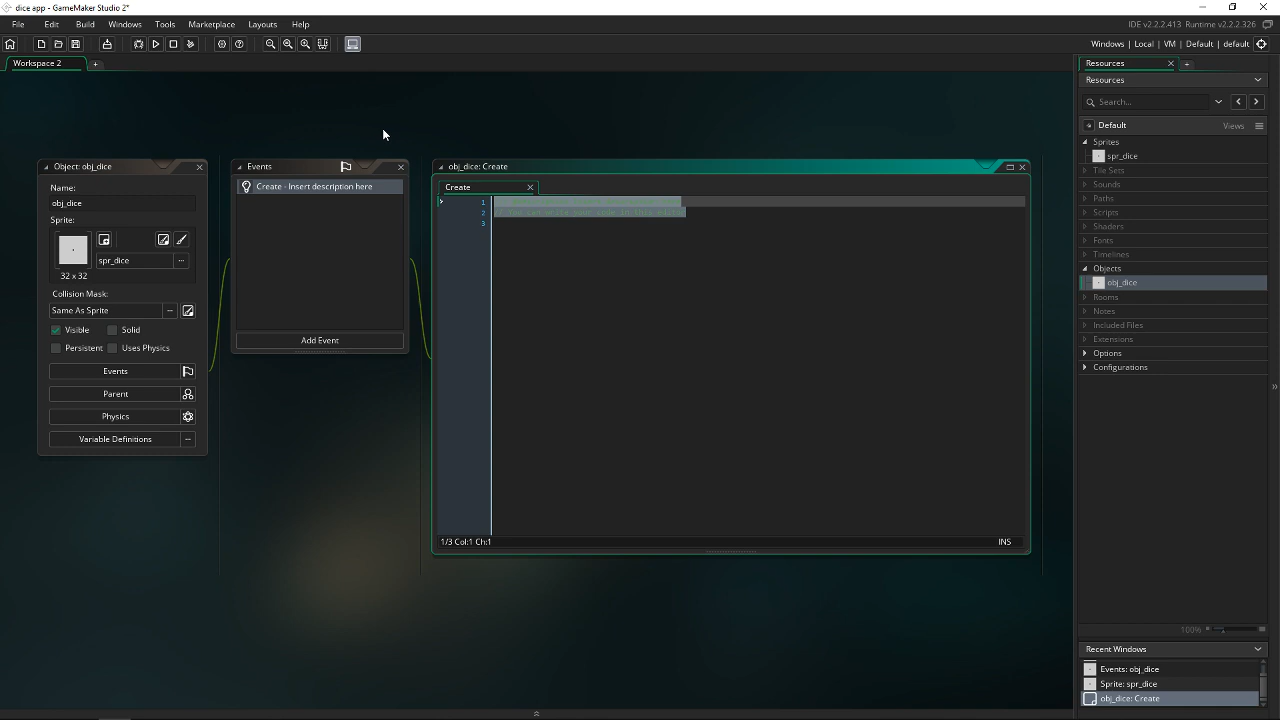 dice app - GameMaker Studio 2*
File Edit Build Windows Tools Marketplace Layouts Help
IDE v2.2.2.413 Runtime v2.2.2.326
Windows | Local | VM | Default | default
Workspace 2
Resources
Resources
Search...
Default Views
Sprites
spr_dice
Tile Sets
Sounds
Paths
Scripts
Shaders
Fonts
Timelines
Objects
obj_dice
Rooms
Notes
Included Files
Extensions
Options
Configurations
100%
Recent Windows
Events: obj_dice
Sprite: spr_dice
obj_dice: Create
Object: obj_dice
Name:
obj_dice
Sprite:
spr_dice
32 x 32
Collision Mask:
Same As Sprite
Visible Solid
Persistent Uses Physics
Events
Parent
Physics
Variable Definitions
Events
Create - Insert description here
Add Event
obj_dice: Create
Create
1
2
3
1/3 Col:1 Ch:1 INS